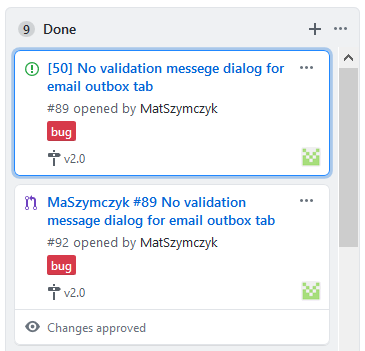 9 Done
[50] No validation messege dialog for
email outbox tab
#89 opened by MatSzymczyk
bug
v2.0
MaSzymczyk #89 No validation
message dialog for email outbox tab
#92 opened by MatSzymczyk
bug
v2.0
Changes approved